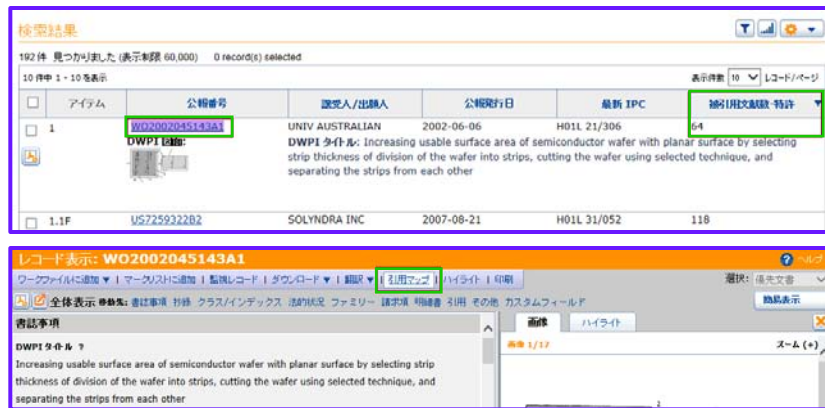 検索結果
192件 見つかりました (表示制限 60,000) 0 record(s) selected
10 件中 1 - 10 を表示 表示件数 10 レコード/ページ
アイテム 公報番号 譲受人/出願人 公報発行日 最新 IPC 被引用文献数-特許
1 WO2002045143A1 UNIV AUSTRALIAN 2002-06-06 H01L 21/306 64
DWPI 図面: DWPI タイトル: Increasing usable surface area of semiconductor wafer with planar surface by selecting
strip thickness of division of the wafer into strips, cutting the wafer using selected technique, and
separating the strips from each other
1.1F US7259322B2 SOLYNDRA INC 2007-08-21 H01L 31/052 118
レコード表示: WO2002045143A1 ヘルプ
ワークファイルに追加 | マークリストに追加 | 監視レコード | ダウンロード | 翻訳 | 引用マップ | ハイライト | 印刷 選択: 優先文書
全体表示 移動先: 書誌事項 抄録 クラス/インデックス 法的状況 ファミリー 請求項 明細書 引用 その他 カスタムフィールド 簡易表示
書誌事項 画像 ハイライト
DWPI タイトル ? 画像 1/17 ズーム (+)
Increasing usable surface area of semiconductor wafer with planar surface by selecting strip
thickness of division of the wafer into strips, cutting the wafer using selected technique, and
separating the strips from each other
2